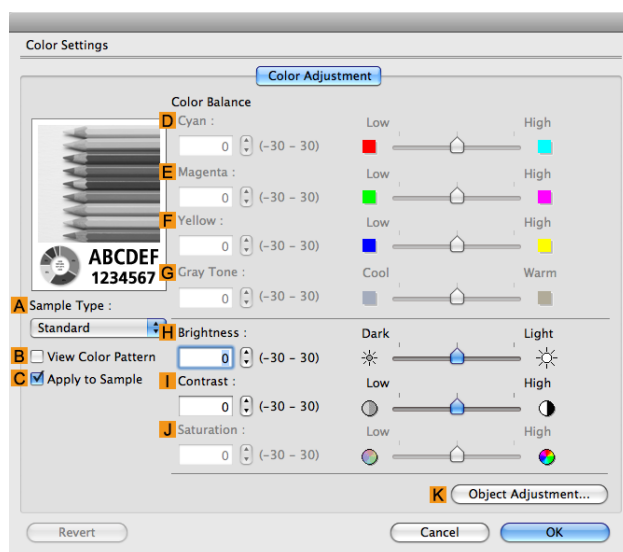 Color Settings
Color Adjustment
ABCDEF
1234567
A Sample Type :
Standard
B View Color Pattern
C Apply to Sample
Color Balance
D Cyan :
0 (-30 – 30) Low High
E Magenta :
0 (-30 – 30) Low High
F Yellow :
0 (-30 – 30) Low High
G Gray Tone :
0 (-30 – 30) Cool Warm
H Brightness :
0 (-30 – 30) Dark Light
I Contrast :
0 (-30 – 30) Low High
J Saturation :
0 (-30 – 30) Low High
K Object Adjustment...
Revert Cancel OK